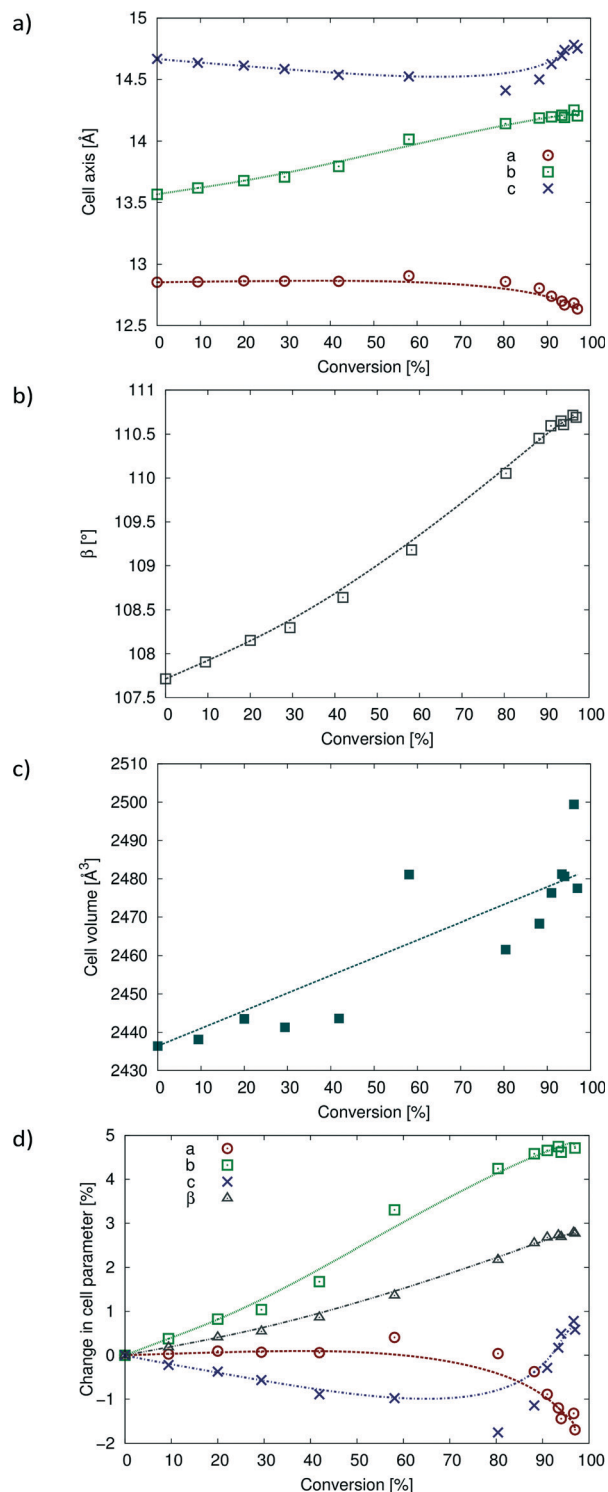 a)
15
14.5
14
13.5
13
12.5
Cell axis [Å]
a
b
c
0 10 20 30 40 50 60 70 80 90 100
Conversion [%]
b)
111
110.5
110
109.5
109
108.5
108
107.5
β [°]
0 10 20 30 40 50 60 70 80 90 100
Conversion [%]
c)
2510
2500
2490
2480
2470
2460
2450
2440
2430
Cell volume [Å³]
0 10 20 30 40 50 60 70 80 90 100
Conversion [%]
d)
5
4
3
2
1
0
−1
−2
Change in cell parameter [%]
a
b
c
β
0 10 20 30 40 50 60 70 80 90 100
Conversion [%]